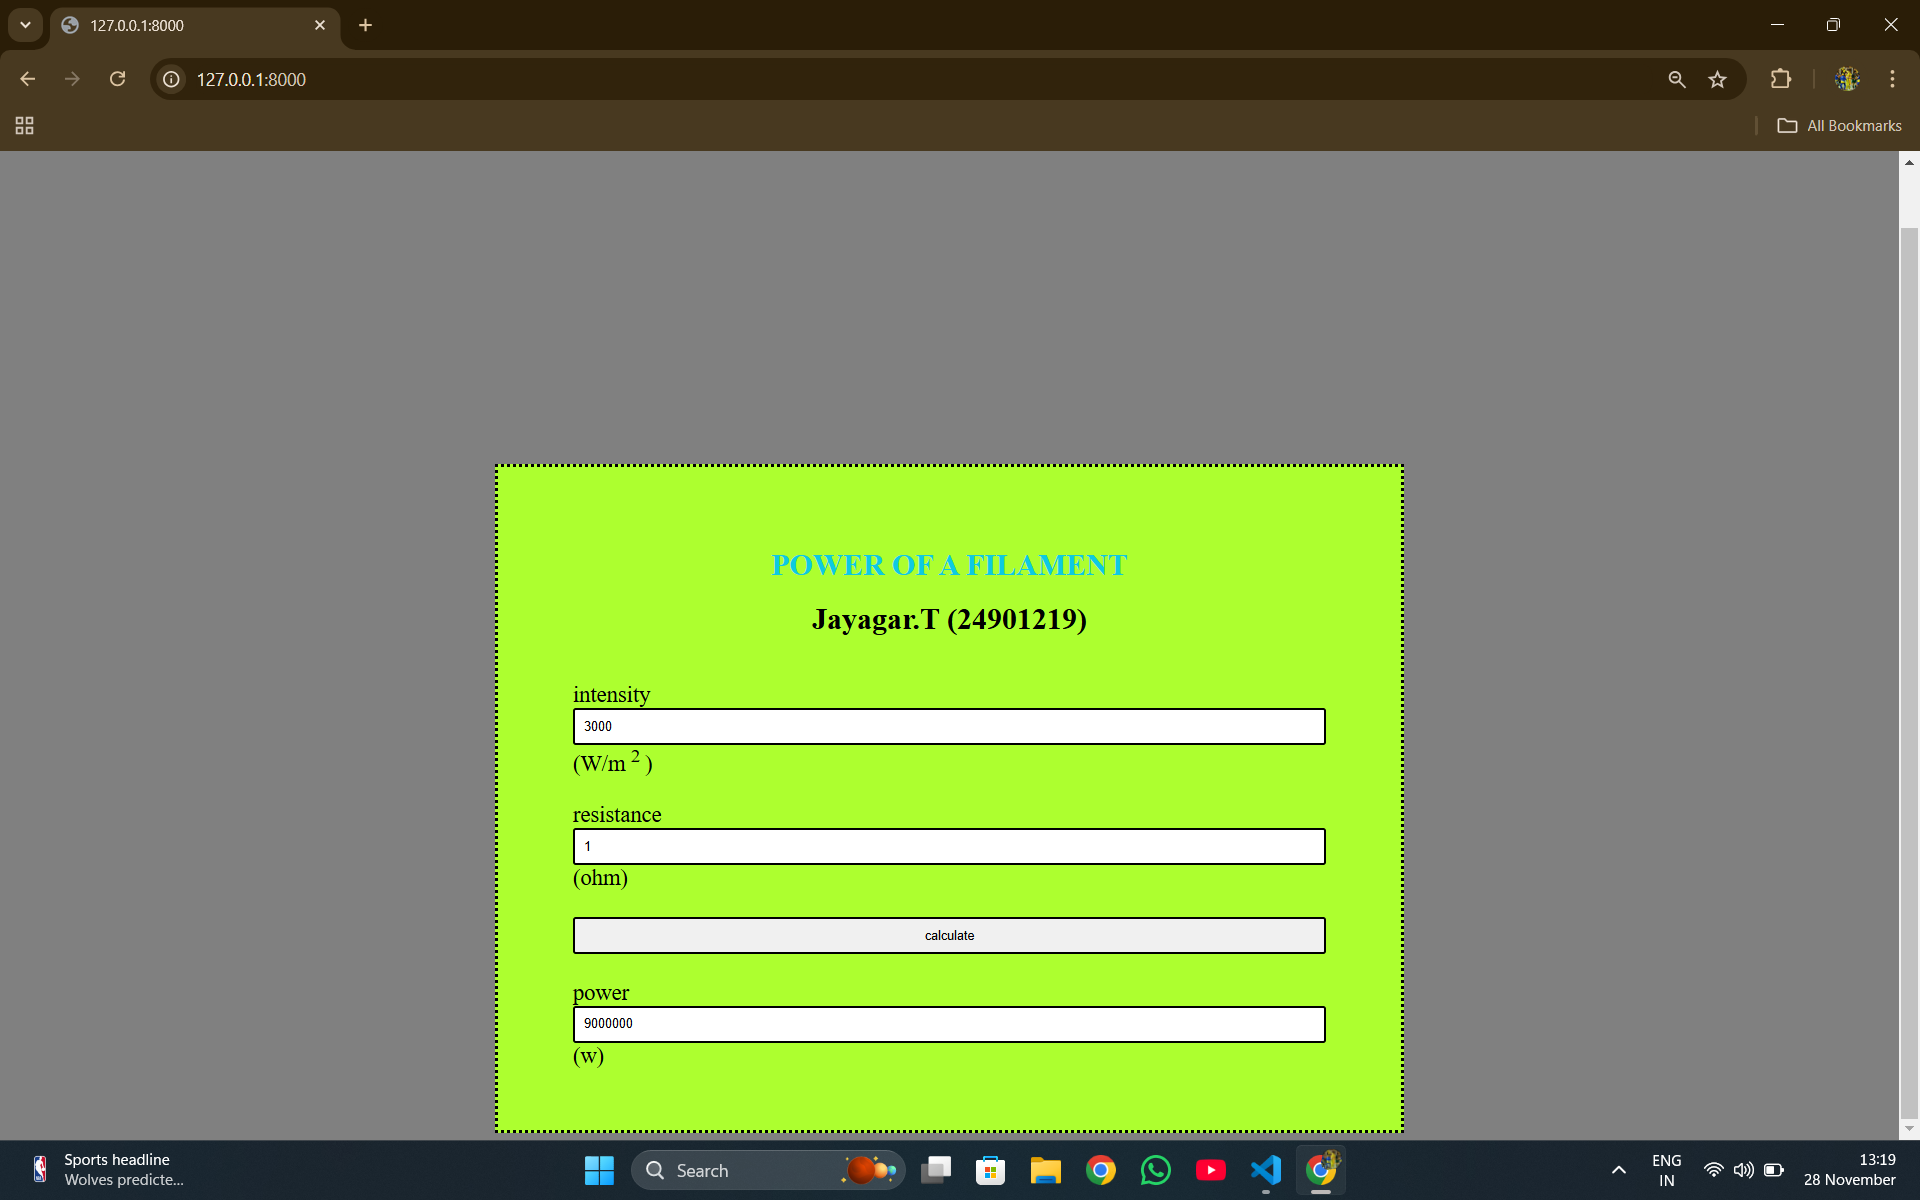 127.0.0.1:8000
127.0.0.1:8000
All Bookmarks
POWER OF A FILAMENT
Jayagar.T (24901219)
intensity
3000
(W/m 2 )
resistance
1
(ohm)
calculate
power
9000000
(w)
Sports headline
Wolves predicte...
Search
ENG
IN
13:19
28 November